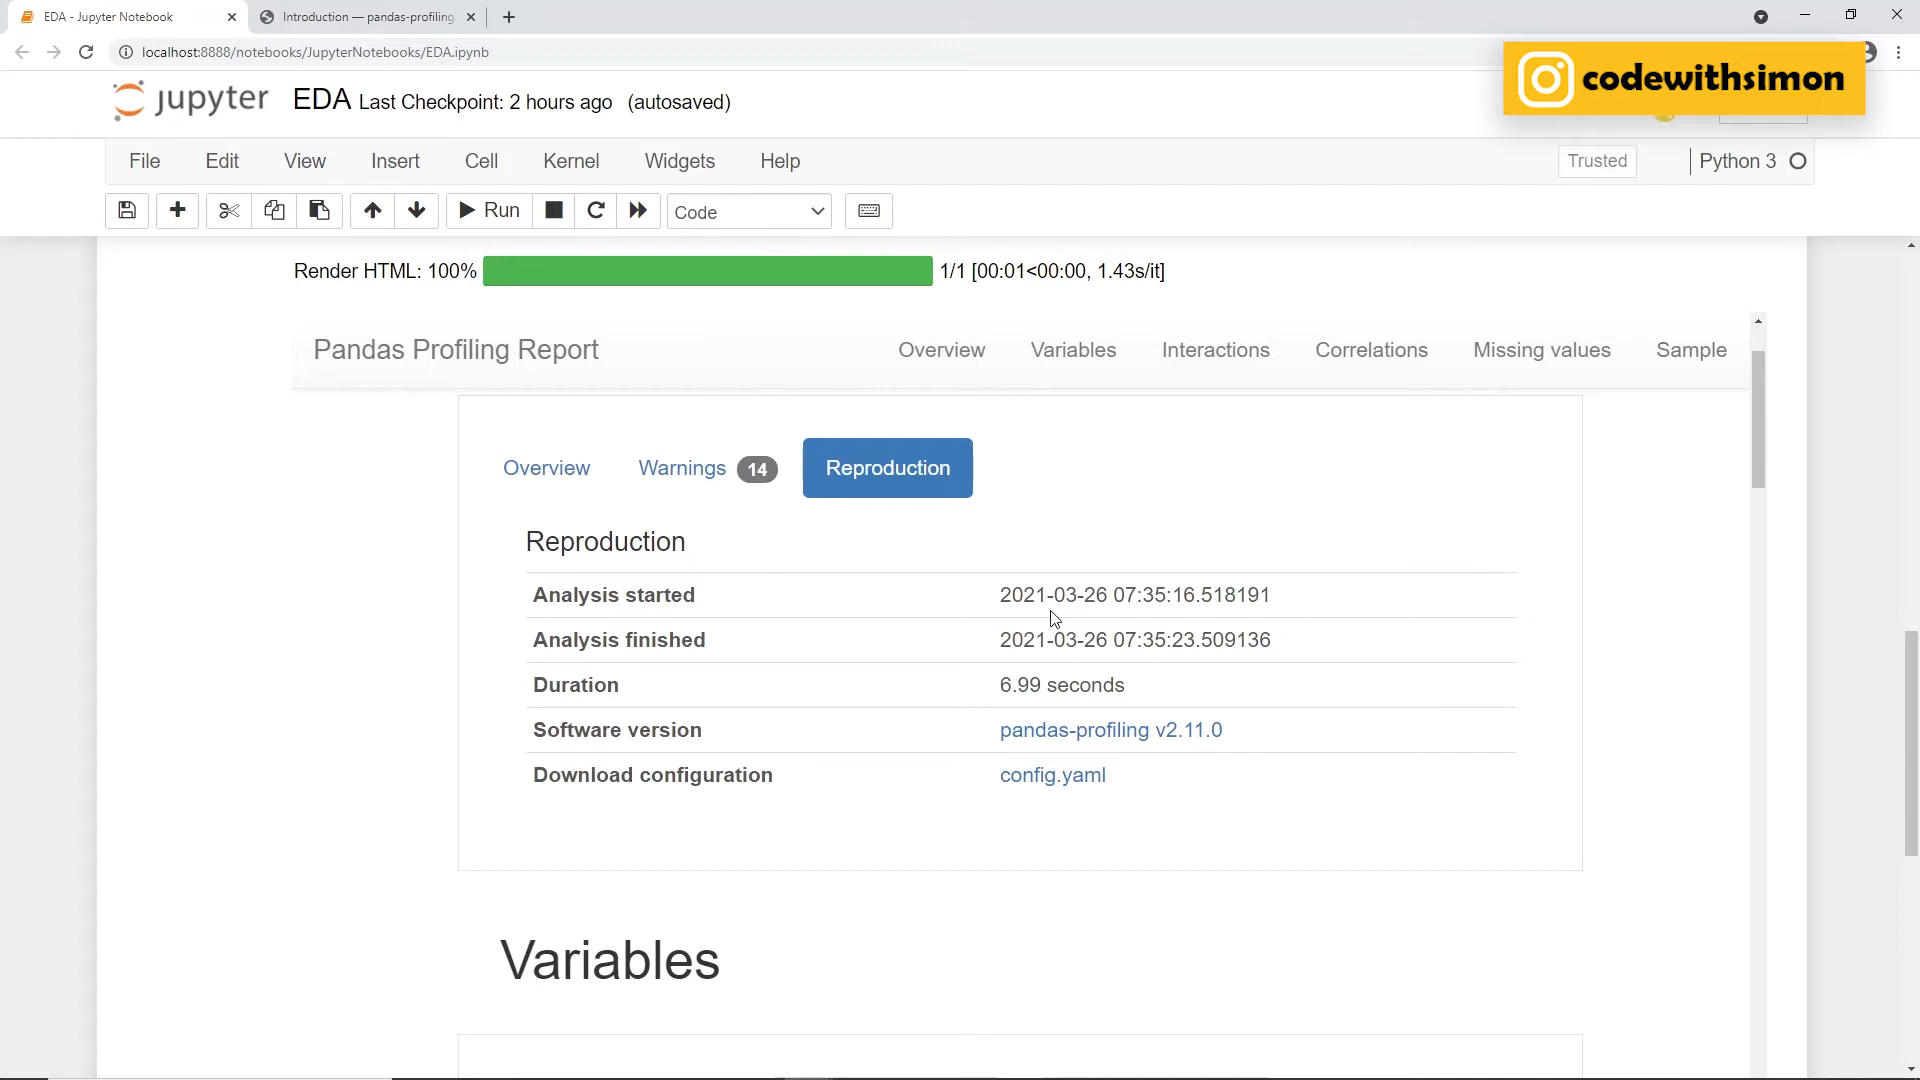 EDA - Jupyter Notebook
Introduction — pandas-profiling
localhost:8888/notebooks/JupyterNotebooks/EDA.ipynb
codewithsimon
jupyter EDA Last Checkpoint: 2 hours ago (autosaved)
File Edit View Insert Cell Kernel Widgets Help
Trusted Python 3
Run Code
Render HTML: 100% 1/1 [00:01<00:00, 1.43s/it]
Pandas Profiling Report Overview Variables Interactions Correlations Missing values Sample
Overview Warnings 14 Reproduction
Reproduction
Analysis started 2021-03-26 07:35:16.518191
Analysis finished 2021-03-26 07:35:23.509136
Duration 6.99 seconds
Software version pandas-profiling v2.11.0
Download configuration config.yaml
Variables